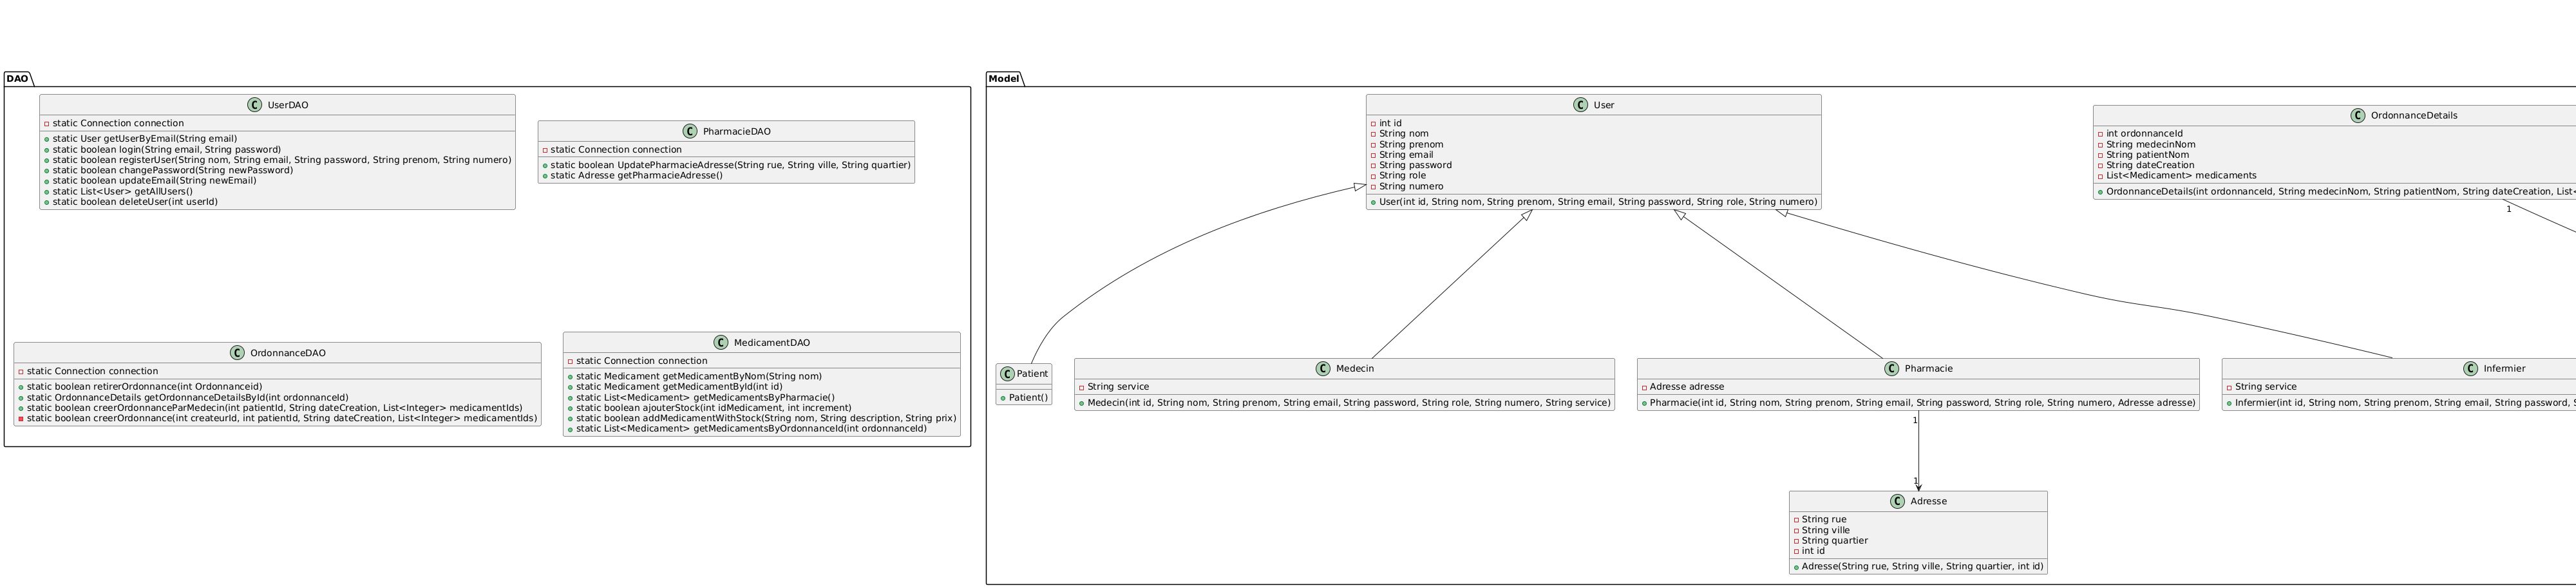 DAO
UserDAO
static Connection connection
static User getUserByEmail(String email)
static boolean login(String email, String password)
static boolean registerUser(String nom, String email, String password, String prenom, String numero)
static boolean changePassword(String newPassword)
static boolean updateEmail(String newEmail)
static List<User> getAllUsers()
static boolean deleteUser(int userId)
PharmacieDAO
static Connection connection
static boolean UpdatePharmacieAdresse(String rue, String ville, String quartier)
static Adresse getPharmacieAdresse()
OrdonnanceDAO
static Connection connection
static boolean retirerOrdonnance(int Ordonnanceid)
static OrdonnanceDetails getOrdonnanceDetailsById(int ordonnanceId)
static boolean creerOrdonnanceParMedecin(int patientId, String dateCreation, List<Integer> medicamentIds)
static boolean creerOrdonnance(int createurId, int patientId, String dateCreation, List<Integer> medicamentIds)
MedicamentDAO
static Connection connection
static Medicament getMedicamentByNom(String nom)
static Medicament getMedicamentById(int id)
static List<Medicament> getMedicamentsByPharmacie()
static boolean ajouterStock(int idMedicament, int increment)
static boolean addMedicamentWithStock(String nom, String description, String prix)
static List<Medicament> getMedicamentsByOrdonnanceId(int ordonnanceId)
Model
User
int id
String nom
String prenom
String email
String password
String role
String numero
User(int id, String nom, String prenom, String email, String password, String role, String numero)
OrdonnanceDetails
int ordonnanceId
String medecinNom
String patientNom
String dateCreation
List<Medicament> medicaments
OrdonnanceDetails(int ordonnanceId, String medecinNom, String patientNom, String dateCreation, List<
1
Patient
Patient()
Medecin
String service
Medecin(int id, String nom, String prenom, String email, String password, String role, String numero, String service)
Pharmacie
Adresse adresse
Pharmacie(int id, String nom, String prenom, String email, String password, String role, String numero, Adresse adresse)
Infermier
String service
Infermier(int id, String nom, String prenom, String email, String password,
1
1
Adresse
String rue
String ville
String quartier
int id
Adresse(String rue, String ville, String quartier, int id)